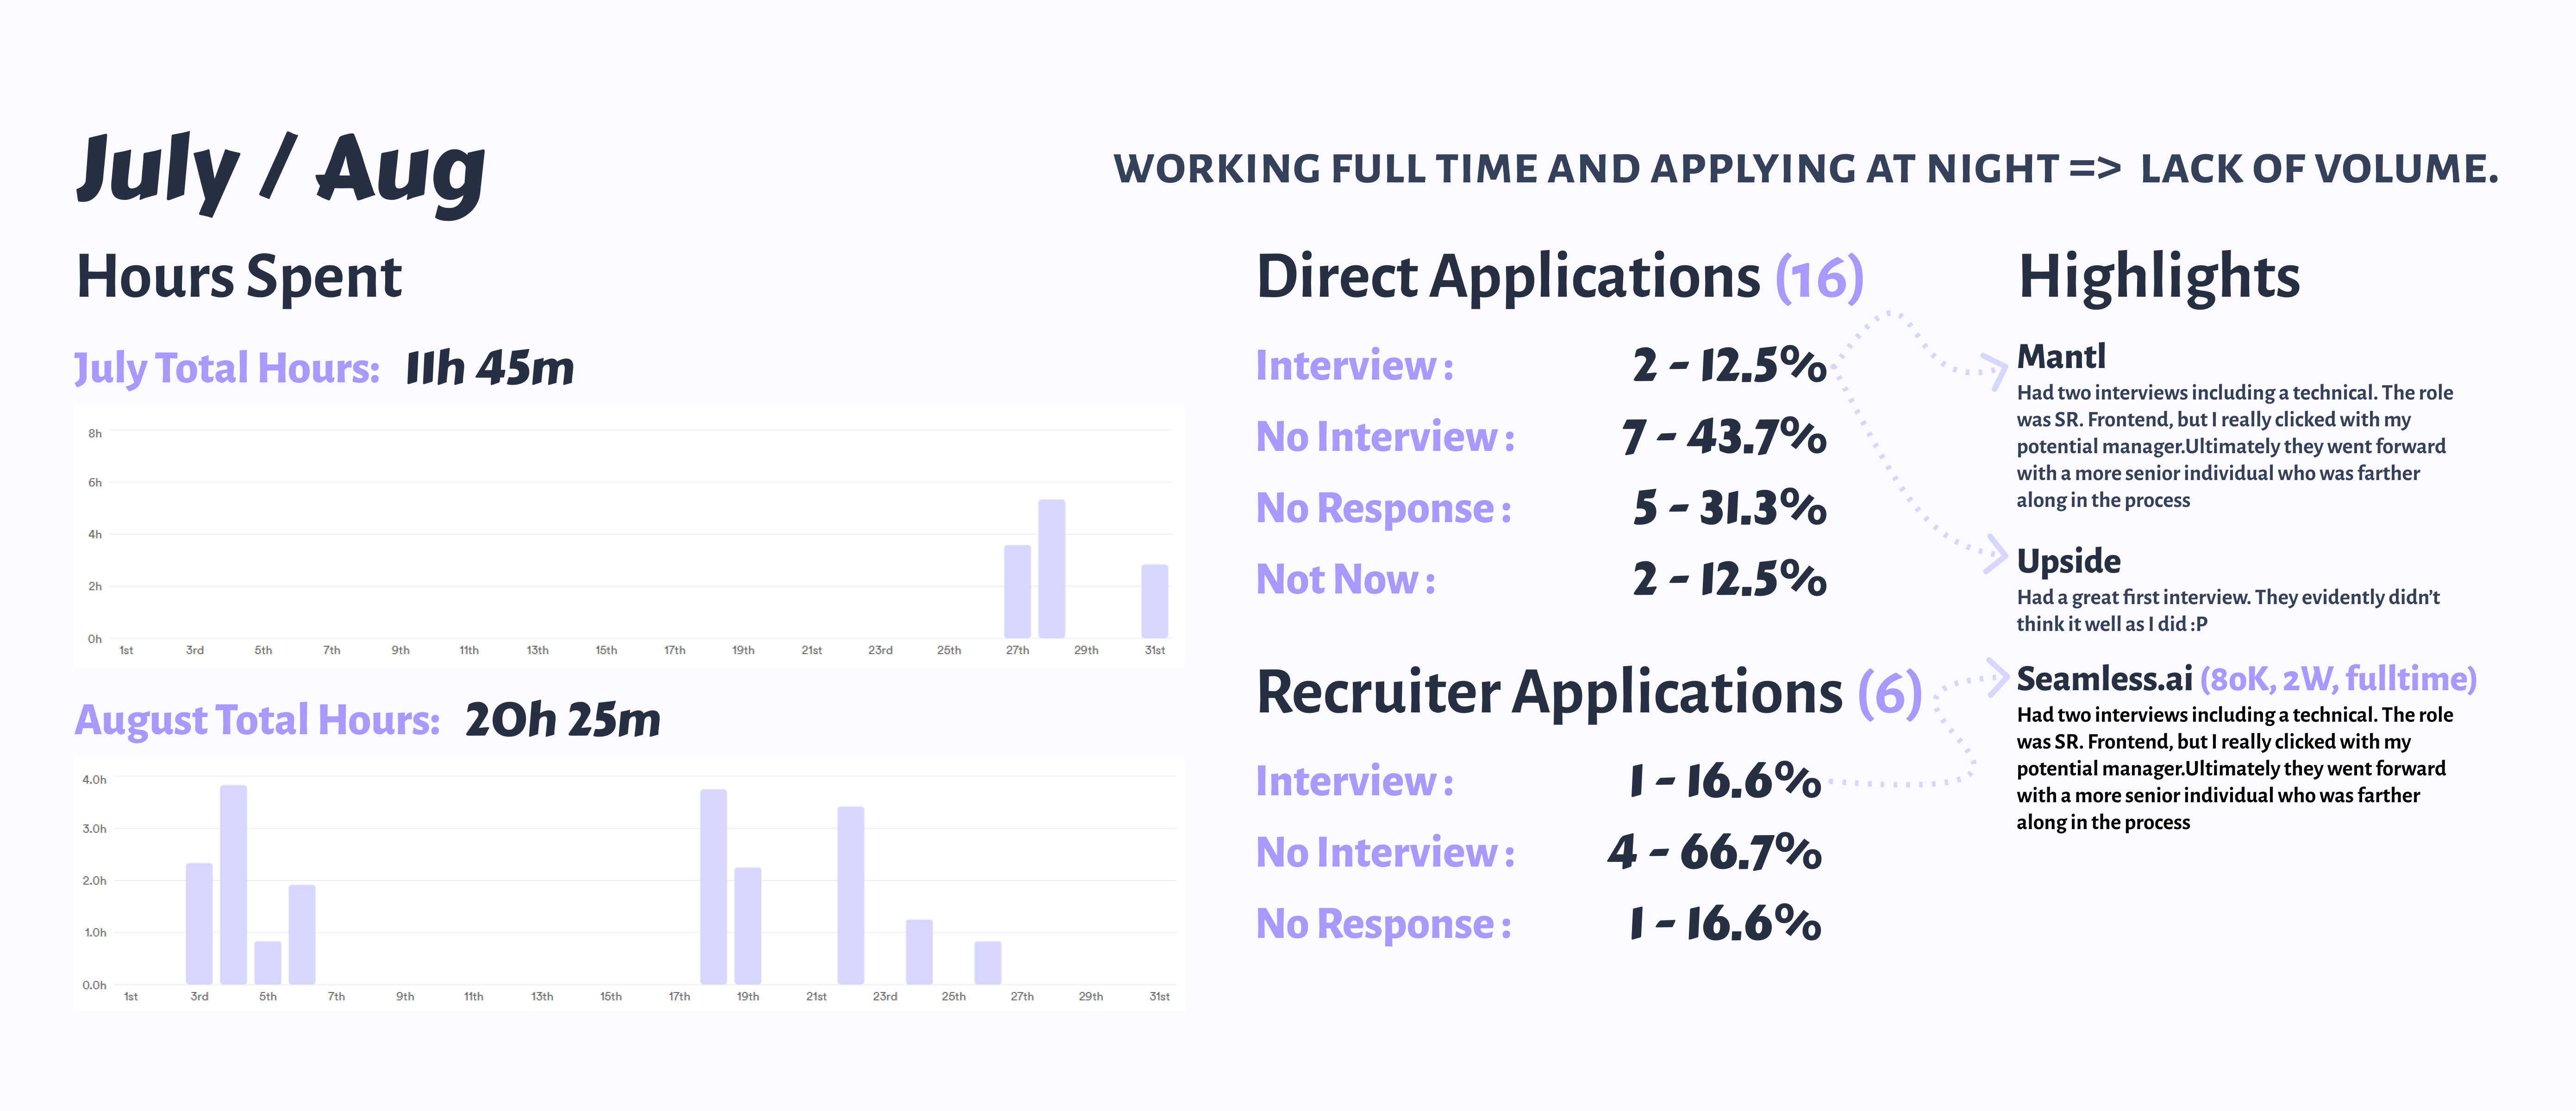 July / Aug
WORKING FULL TIME AND APPLYING AT NIGHT => LACK OF VOLUME.
Hours Spent
July Total Hours: 11h 45m
8h
6h
4h
2h
0h
1st 3rd 5th 7th 9th 11th 13th 15th 17th 19th 21st 23rd 25th 27th 29th 31st
August Total Hours: 20h 25m
4.0h
3.0h
2.0h
1.0h
0.0h
1st 3rd 5th 7th 9th 11th 13th 15th 17th 19th 21st 23rd 25th 27th 29th 31st
Direct Applications (16)
Interview : 2 - 12.5%
No Interview : 7 - 43.7%
No Response : 5 - 31.3%
Not Now : 2 - 12.5%
Recruiter Applications (6)
Interview : 1 - 16.6%
No Interview : 4 - 66.7%
No Response : 1 - 16.6%
Highlights
Mantl
Had two interviews including a technical. The role
was SR. Frontend, but I really clicked with my
potential manager.Ultimately they went forward
with a more senior individual who was farther
along in the process
Upside
Had a great first interview. They evidently didn't
think it well as I did :P
Seamless.ai (80K, 2W, fulltime)
Had two interviews including a technical. The role
was SR. Frontend, but I really clicked with my
potential manager.Ultimately they went forward
with a more senior individual who was farther
along in the process